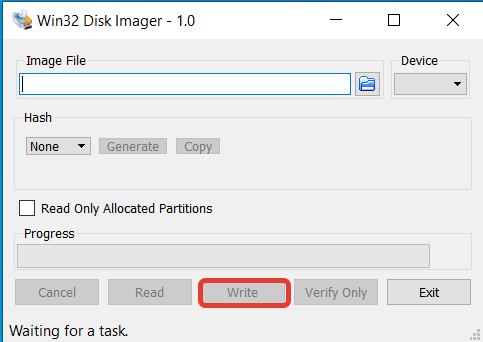 Win32 Disk Imager - 1.0
Image File
Device
Hash
None
Generate
Copy
Read Only Allocated Partitions
Progress
Cancel
Read
Write
Verify Only
Exit
Waiting for a task.